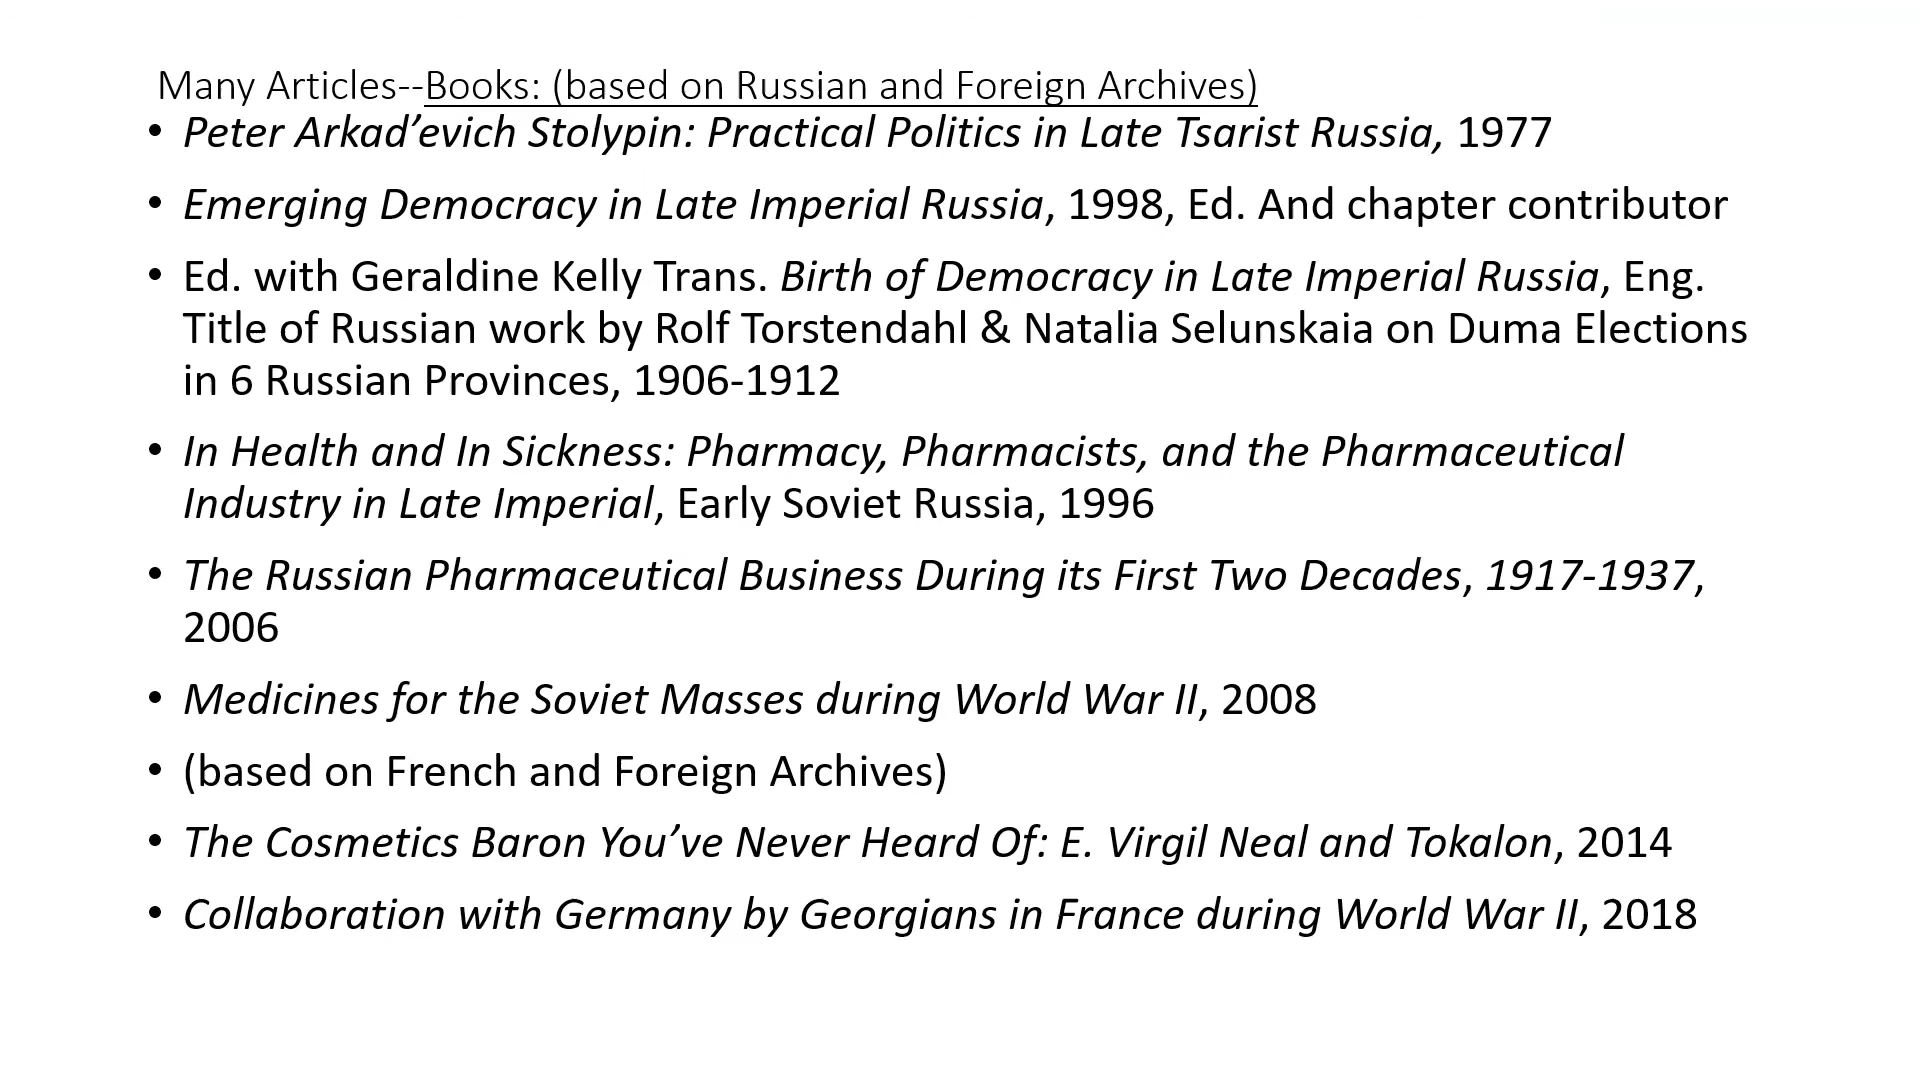 Many Articles--Books: (based on Russian and Foreign Archives)
• Peter Arkad’evich Stolypin: Practical Politics in Late Tsarist Russia, 1977
• Emerging Democracy in Late Imperial Russia, 1998, Ed. And chapter contributor
• Ed. with Geraldine Kelly Trans. Birth of Democracy in Late Imperial Russia, Eng.
Title of Russian work by Rolf Torstendahl & Natalia Selunskaia on Duma Elections
in 6 Russian Provinces, 1906-1912
• In Health and In Sickness: Pharmacy, Pharmacists, and the Pharmaceutical
Industry in Late Imperial, Early Soviet Russia, 1996
• The Russian Pharmaceutical Business During its First Two Decades, 1917-1937,
2006
• Medicines for the Soviet Masses during World War II, 2008
• (based on French and Foreign Archives)
• The Cosmetics Baron You’ve Never Heard Of: E. Virgil Neal and Tokalon, 2014
• Collaboration with Germany by Georgians in France during World War II, 2018